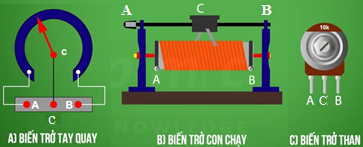 A
C
B
10k
C
A
B
A
B
A C B
C
A) BIẾN TRỞ TAY QUAY
B) BIẾN TRỞ CON CHẠY
C) BIẾN TRỞ THAN